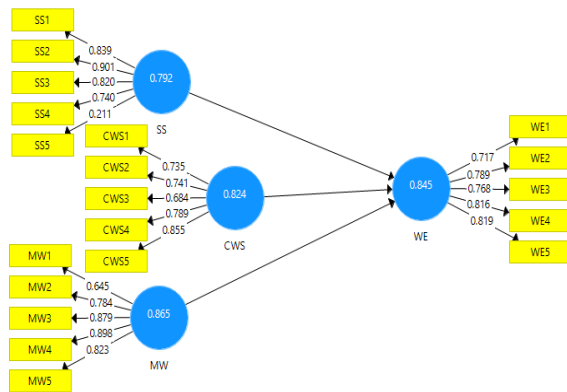 SS1
SS2
SS3
SS4
SS5
0.839
0.901
0.820
0.740
0.211
0.792
SS
CWS1
CWS2
CWS3
CWS4
CWS5
0.735
0.741
0.684
0.789
0.855
0.824
CWS
MW1
MW2
MW3
MW4
MW5
0.645
0.784
0.879
0.898
0.823
0.865
MW
0.845
WE
0.717
0.789
0.768
0.816
0.819
WE1
WE2
WE3
WE4
WE5